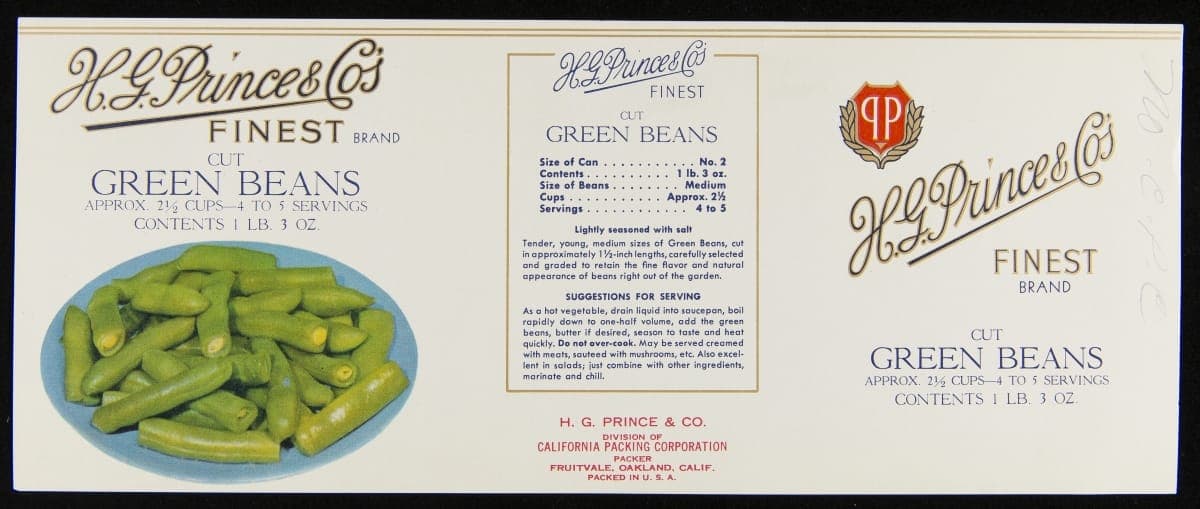 H.G. Prince & Co's
FINEST BRAND
CUT
GREEN BEANS
APPROX. 2½ CUPS—4 TO 5 SERVINGS
CONTENTS 1 LB. 3 OZ.
H.G. Prince & Co's
FINEST
CUT
GREEN BEANS
Size of Can . . . . . . . . . . . No. 2
Contents . . . . . . . . . . 1 lb. 3 oz.
Size of Beans . . . . . . . . Medium
Cups . . . . . . . . . . . Approx. 2½
Servings . . . . . . . . . . . . 4 to 5
Lightly seasoned with salt
Tender, young, medium sizes of Green Beans, cut
in approximately 1½-inch lengths, carefully selected
and graded to retain the fine flavor and natural
appearance of beans right out of the garden.
SUGGESTIONS FOR SERVING
As a hot vegetable, drain liquid into saucepan, boil
rapidly down to one-half volume, add the green
beans, butter if desired, season to taste and heat
quickly. Do not over-cook. May be served creamed
with meats, sauteed with mushrooms, etc. Also excel-
lent in salads; just combine with other ingredients,
marinate and chill.
H. G. PRINCE & CO.
DIVISION OF
CALIFORNIA PACKING CORPORATION
PACKER
FRUITVALE, OAKLAND, CALIF.
PACKED IN U. S. A.
H.G. Prince & Co's
FINEST
BRAND
CUT
GREEN BEANS
APPROX. 2½ CUPS—4 TO 5 SERVINGS
CONTENTS 1 LB. 3 OZ.